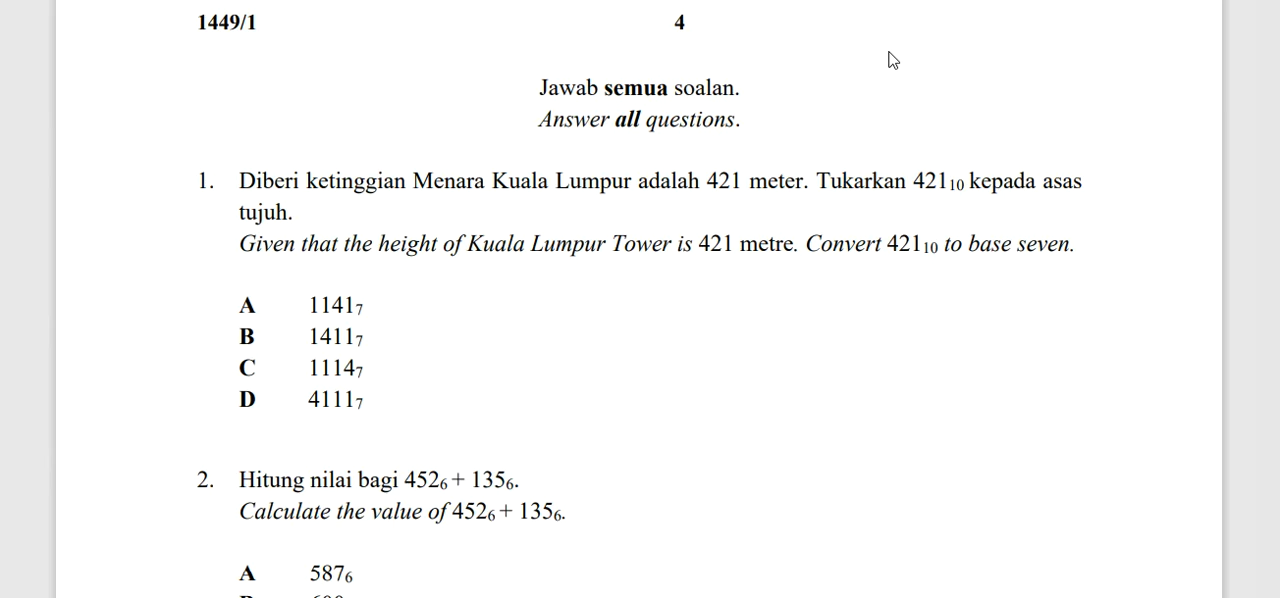 1449/1 4
Jawab semua soalan.
Answer all questions.
1. Diberi ketinggian Menara Kuala Lumpur adalah 421 meter. Tukarkan 421₁₀ kepada asas
tujuh.
Given that the height of Kuala Lumpur Tower is 421 metre. Convert 421₁₀ to base seven.
A 1141₇
B 1411₇
C 1114₇
D 4111₇
2. Hitung nilai bagi 452₆ + 135₆.
Calculate the value of 452₆ + 135₆.
A 587₆